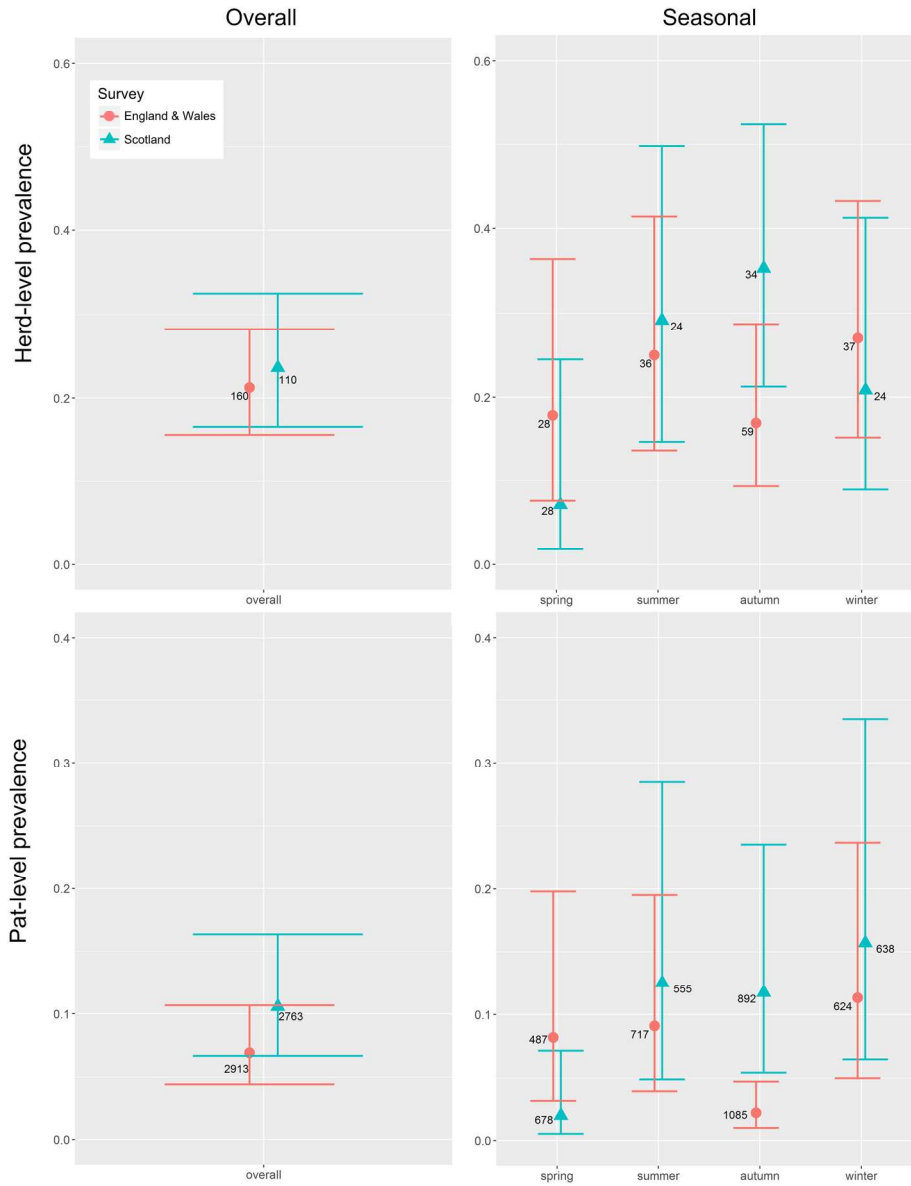 Overall
Seasonal
Herd-level prevalence
0.6
0.4
0.2
0.0
Survey
England & Wales
Scotland
160
110
overall
0.6
0.4
0.2
0.0
28
28
36
24
34
59
37
24
spring
summer
autumn
winter
Pat-level prevalence
0.4
0.3
0.2
0.1
0.0
2913
2763
overall
0.4
0.3
0.2
0.1
0.0
487
678
717
555
892
1085
624
638
spring
summer
autumn
winter